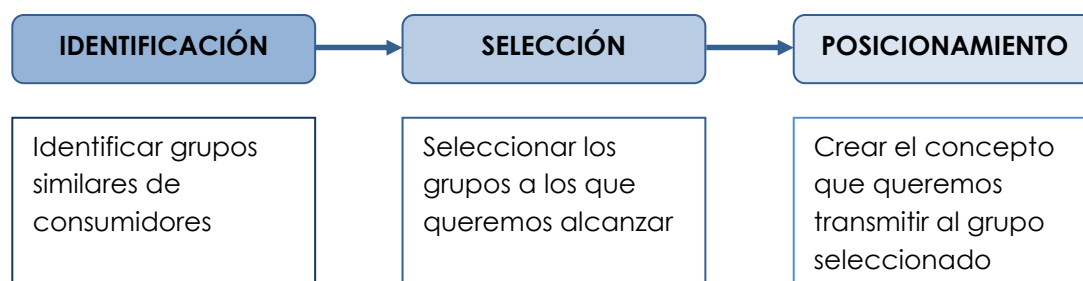 IDENTIFICACIÓN
SELECCIÓN
POSICIONAMIENTO
Identificar grupos
similares de
consumidores
Seleccionar los
grupos a los que
queremos alcanzar
Crear el concepto
que queremos
transmitir al grupo
seleccionado